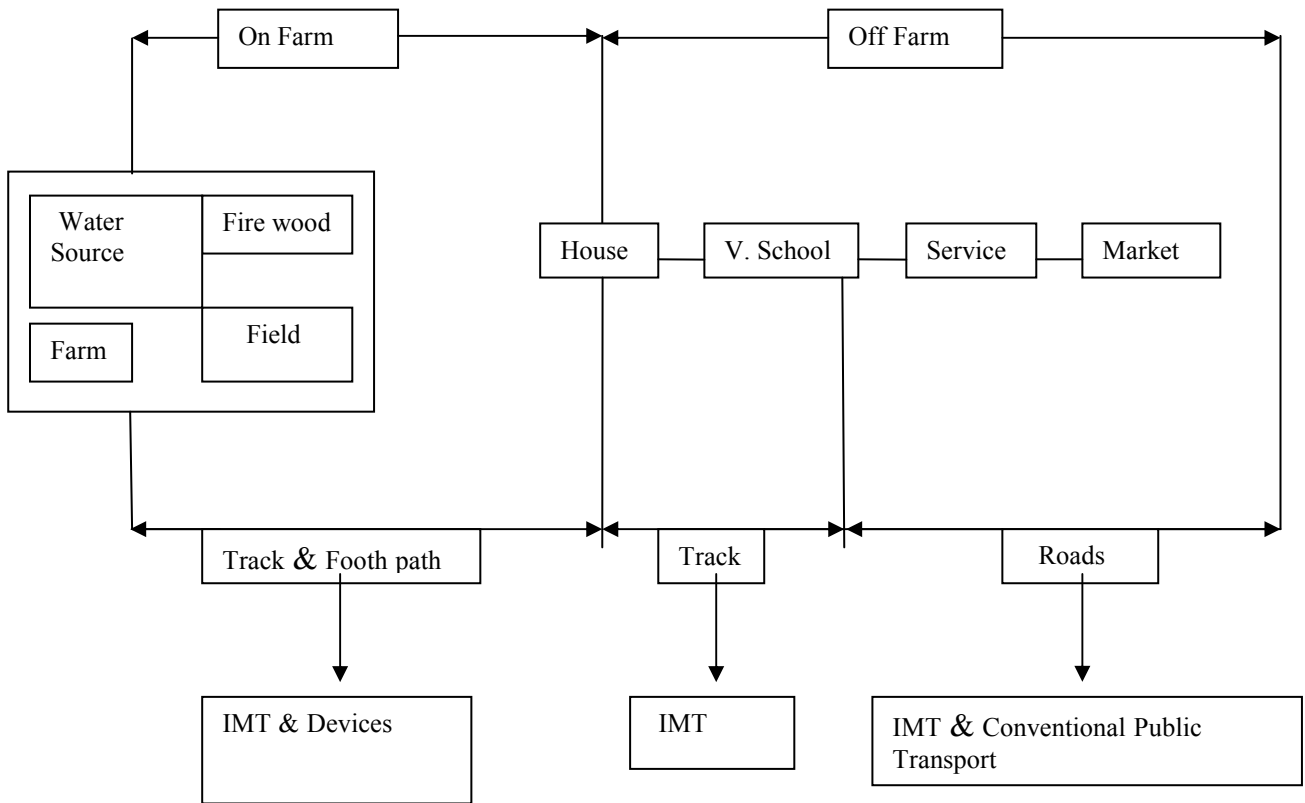 On Farm
Off Farm
Water
Source
Fire wood
Farm
Field
House
V. School
Service
Market
Track & Footh path
Track
Roads
IMT & Devices
IMT
IMT & Conventional Public
Transport